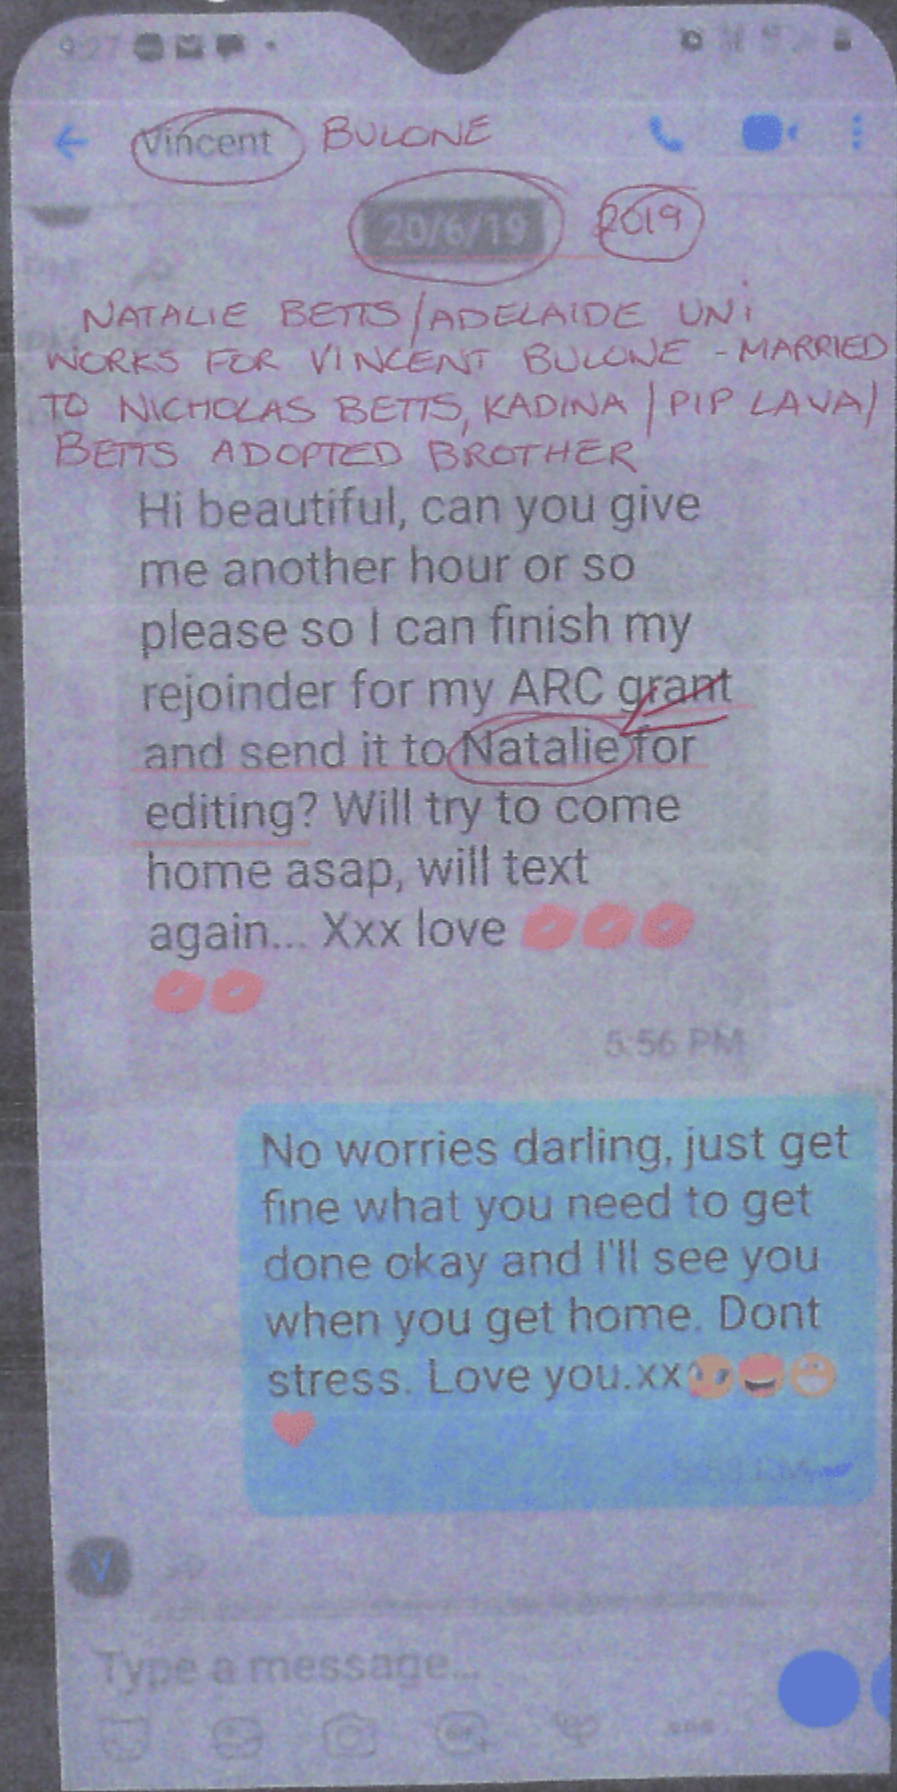 9:27
Vincent BULONE
20/6/19 2019
NATALIE BETTS/ADELAIDE UNi
WORKS FOR VINCENT BULONE - MARRIED
TO NICHOLAS BETTS, KADINA / PIP LAVA/
BETTS ADOPTED BROTHER
Hi beautiful, can you give
me another hour or so
please so I can finish my
rejoinder for my ARC grant
and send it to Natalie for
editing? Will try to come
home asap, will text
again... Xxx love
5:56 PM
No worries darling, just get
fine what you need to get
done okay and I'll see you
when you get home. Dont
stress. Love you.xx
V
Type a message...
GIF